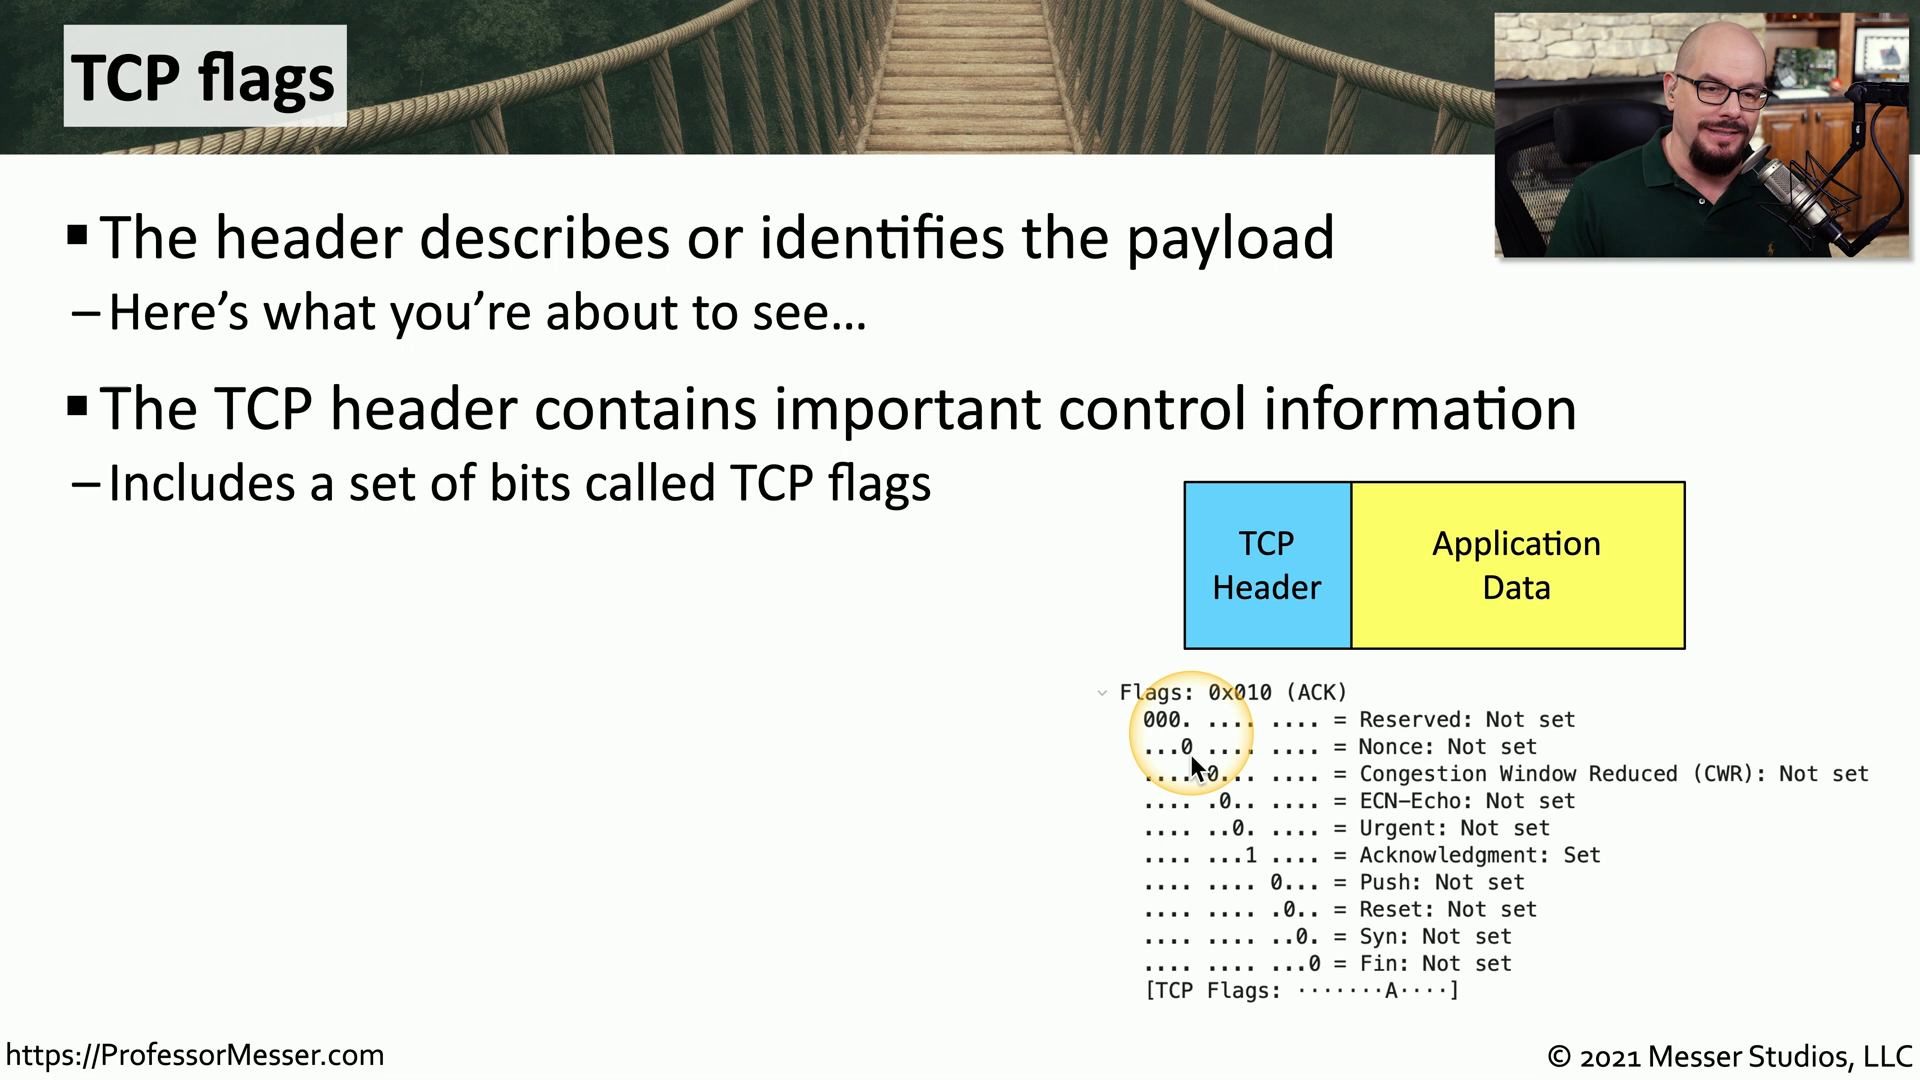 TCP flags
▪ The header describes or identifies the payload
– Here's what you're about to see...
▪ The TCP header contains important control information
– Includes a set of bits called TCP flags
TCP
Header
Application
Data
Flags: 0x010 (ACK)
000. .... .... = Reserved: Not set
...0 .... .... = Nonce: Not set
.... 0... .... = Congestion Window Reduced (CWR): Not set
.... .0.. .... = ECN-Echo: Not set
.... ..0. .... = Urgent: Not set
.... ...1 .... = Acknowledgment: Set
.... .... 0... = Push: Not set
.... .... .0.. = Reset: Not set
.... .... ..0. = Syn: Not set
.... .... ...0 = Fin: Not set
[TCP Flags: ·······A····]
https://ProfessorMesser.com
© 2021 Messer Studios, LLC